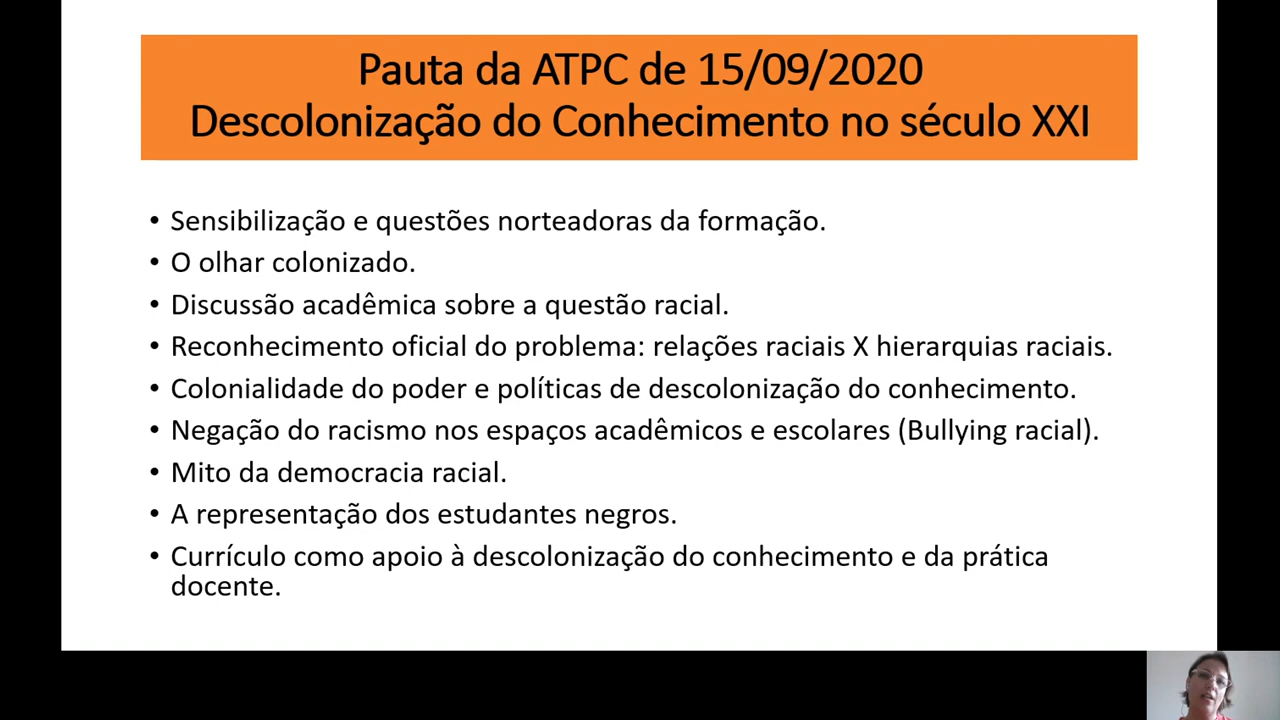 Pauta da ATPC de 15/09/2020
Descolonização do Conhecimento no século XXI
• Sensibilização e questões norteadoras da formação.
• O olhar colonizado.
• Discussão acadêmica sobre a questão racial.
• Reconhecimento oficial do problema: relações raciais X hierarquias raciais.
• Colonialidade do poder e políticas de descolonização do conhecimento.
• Negação do racismo nos espaços acadêmicos e escolares (Bullying racial).
• Mito da democracia racial.
• A representação dos estudantes negros.
• Currículo como apoio à descolonização do conhecimento e da prática
docente.